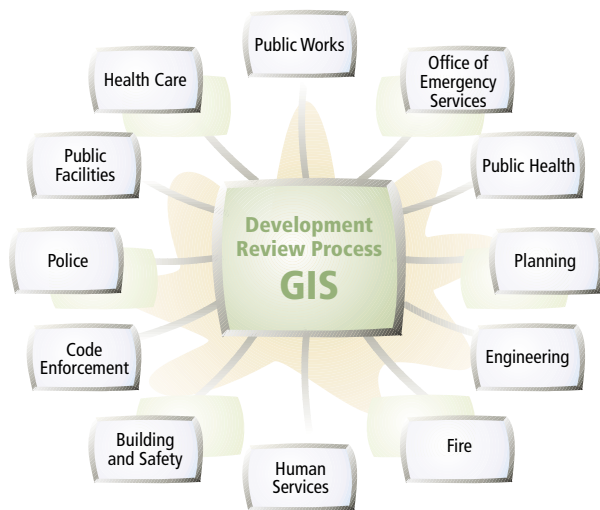 Public Works
Office of
Emergency
Services
Health Care
Public
Facilities
Public Health
Development
Review Process
GIS
Police
Planning
Code
Enforcement
Engineering
Building
and Safety
Fire
Human
Services